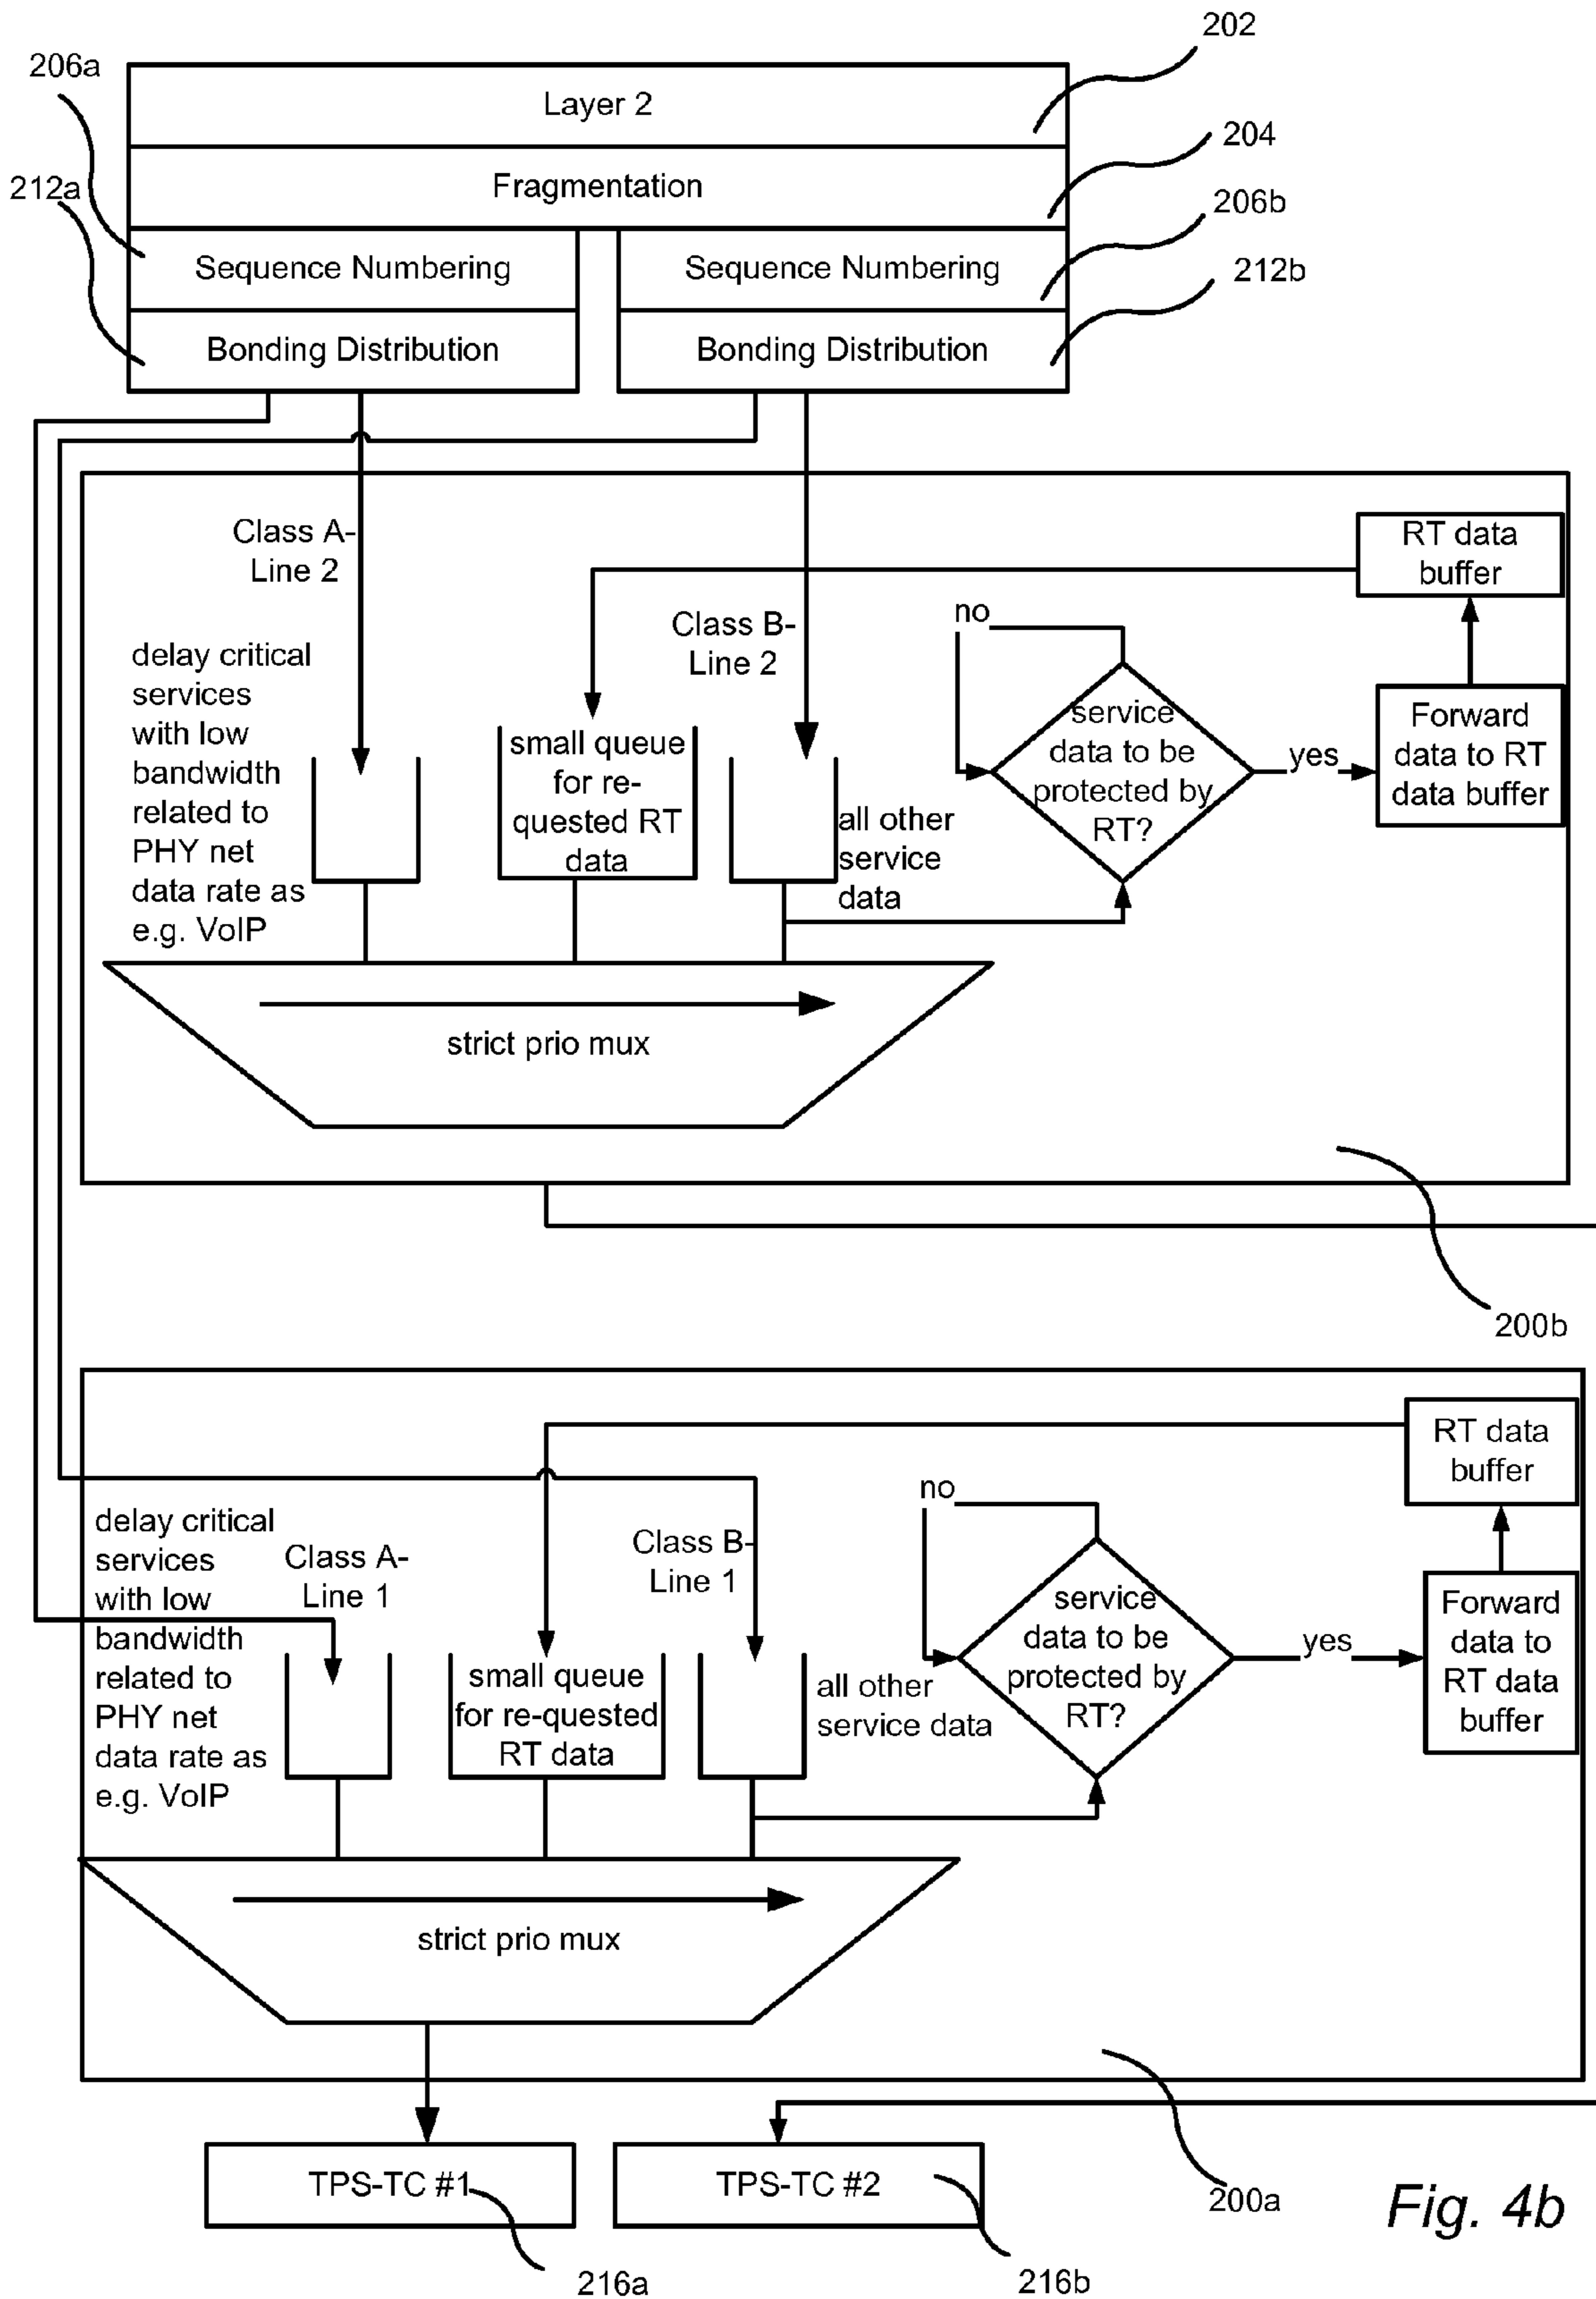 202
206a
Layer 2
204
Fragmentation
212a
206b
Sequence Numbering
Sequence Numbering
212b
Bonding Distribution
Bonding Distribution
Class A-
Line 2
RT data
buffer
no
Class B-
Line 2
delay critical
services
with low
bandwidth
related to
PHY net
data rate as
e.g. VoIP
small queue
for re-
quested RT
data
all other
service
data
service
data to be
protected by
RT?
yes
Forward
data to RT
data buffer
strict prio mux
200b
RT data
buffer
no
delay critical
services
with low
bandwidth
related to
PHY net
data rate as
e.g. VoIP
Class A-
Line 1
Class B-
Line 1
small queue
for re-quested
RT data
all other
service data
service
data to be
protected by
RT?
yes
Forward
data to
RT data
buffer
strict prio mux
TPS-TC #1
TPS-TC #2
200a
Fig. 4b
216a
216b